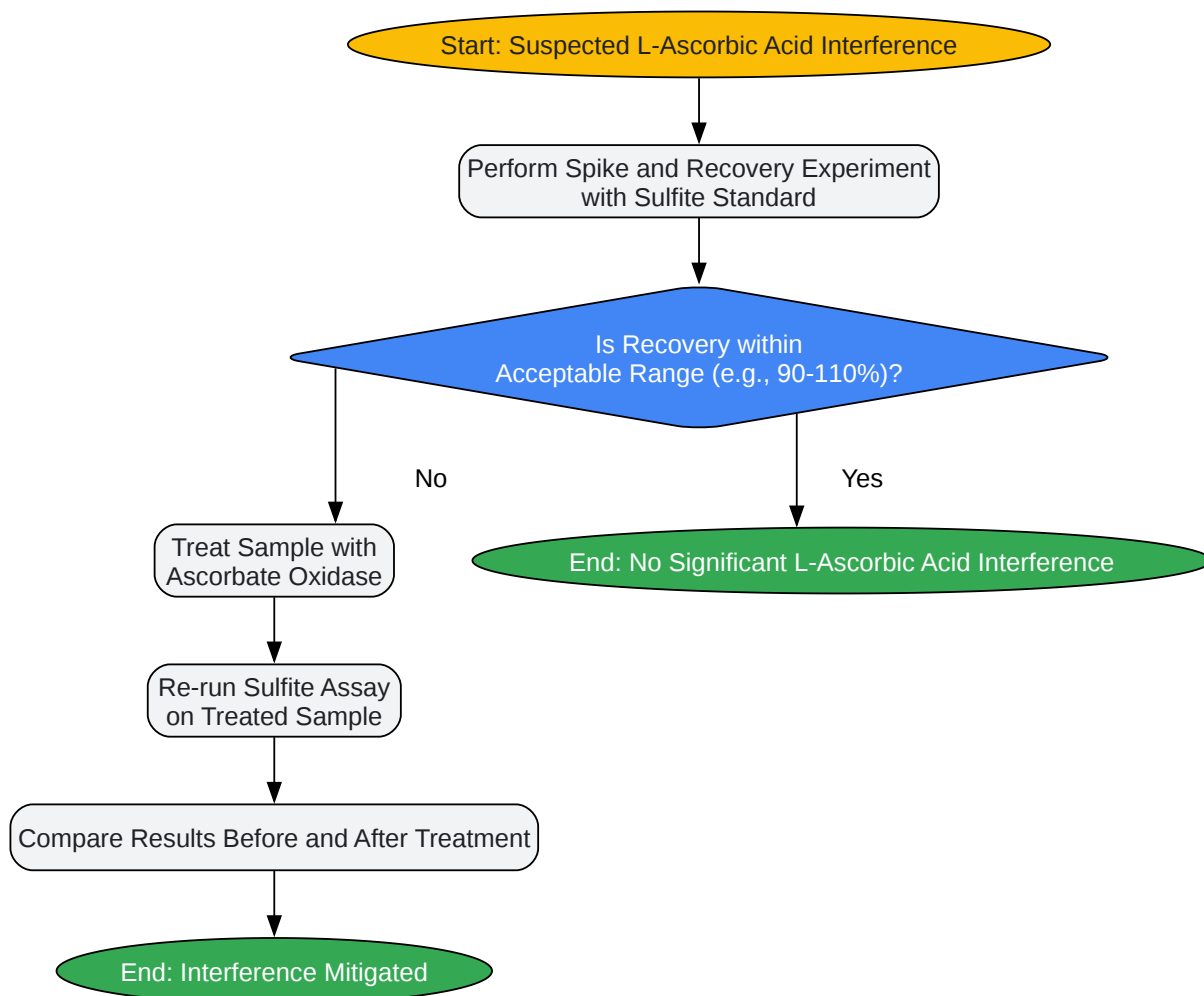 Start: Suspected L-Ascorbic Acid Interference
Perform Spike and Recovery Experiment
with Sulfite Standard
Is Recovery within
Acceptable Range (e.g., 90-110%)?
No
Yes
Treat Sample with
Ascorbate Oxidase
End: No Significant L-Ascorbic Acid Interference
Re-run Sulfite Assay
on Treated Sample
Compare Results Before and After Treatment
End: Interference Mitigated